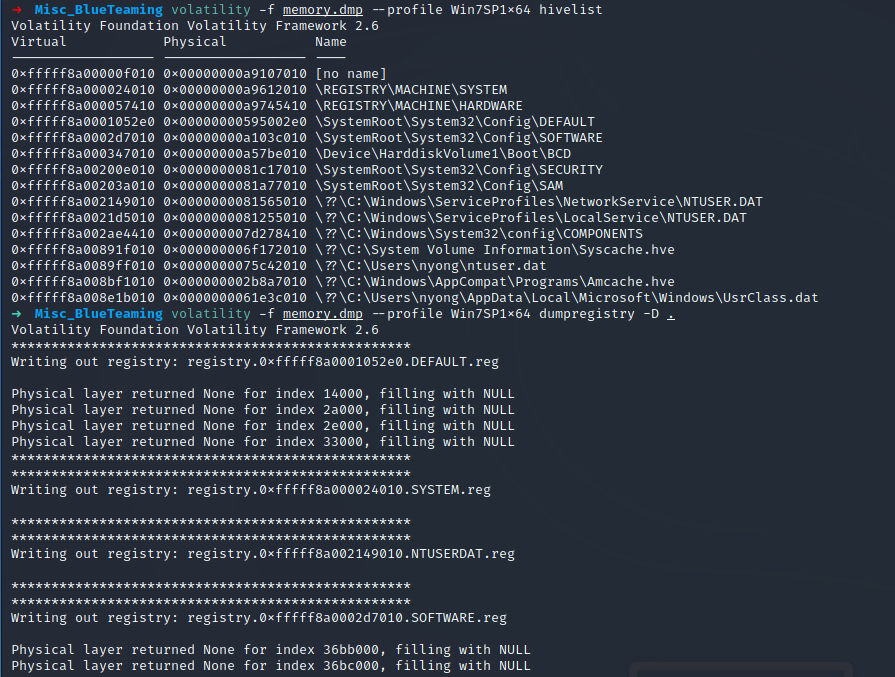 → Misc_BlueTeaming volatility -f memory.dmp --profile Win7SP1x64 hivelist
Volatility Foundation Volatility Framework 2.6
Virtual            Physical           Name
------------------ ------------------ ----
0xfffff8a00000f010 0x00000000a9107010 [no name]
0xfffff8a000024010 0x00000000a9612010 \REGISTRY\MACHINE\SYSTEM
0xfffff8a000057410 0x00000000a9745410 \REGISTRY\MACHINE\HARDWARE
0xfffff8a0001052e0 0x00000000595002e0 \SystemRoot\System32\Config\DEFAULT
0xfffff8a0002d7010 0x00000000a103c010 \SystemRoot\System32\Config\SOFTWARE
0xfffff8a000347010 0x00000000a57be010 \Device\HarddiskVolume1\Boot\BCD
0xfffff8a00200e010 0x0000000081c17010 \SystemRoot\System32\Config\SECURITY
0xfffff8a00203a010 0x0000000081a77010 \SystemRoot\System32\Config\SAM
0xfffff8a002149010 0x0000000081565010 \??\C:\Windows\ServiceProfiles\NetworkService\NTUSER.DAT
0xfffff8a0021d5010 0x0000000081255010 \??\C:\Windows\ServiceProfiles\LocalService\NTUSER.DAT
0xfffff8a002ae4410 0x000000007d278410 \??\C:\Windows\System32\config\COMPONENTS
0xfffff8a00891f010 0x000000006f172010 \??\C:\System Volume Information\Syscache.hve
0xfffff8a0089ff010 0x0000000075c42010 \??\C:\Users\nyong\ntuser.dat
0xfffff8a008bf1010 0x000000002b8a7010 \??\C:\Windows\AppCompat\Programs\Amcache.hve
0xfffff8a008e1b010 0x0000000061e3c010 \??\C:\Users\nyong\AppData\Local\Microsoft\Windows\UsrClass.dat
→ Misc_BlueTeaming volatility -f memory.dmp --profile Win7SP1x64 dumpregistry -D .
Volatility Foundation Volatility Framework 2.6
**************************************************
Writing out registry: registry.0xfffff8a0001052e0.DEFAULT.reg
Physical layer returned None for index 14000, filling with NULL
Physical layer returned None for index 2a000, filling with NULL
Physical layer returned None for index 2e000, filling with NULL
Physical layer returned None for index 33000, filling with NULL
**************************************************
**************************************************
Writing out registry: registry.0xfffff8a000024010.SYSTEM.reg
**************************************************
**************************************************
Writing out registry: registry.0xfffff8a002149010.NTUSERDAT.reg
**************************************************
**************************************************
Writing out registry: registry.0xfffff8a0002d7010.SOFTWARE.reg
Physical layer returned None for index 36bb000, filling with NULL
Physical layer returned None for index 36bc000, filling with NULL